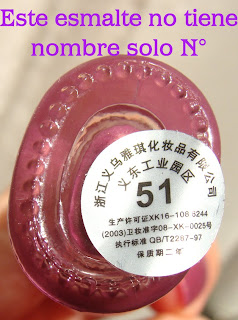 Este esmalte no tiene
nombre solo N°
浙江义乌雅琪化妆品有限公司
义东工业园区
51
生产许可证XK16-108 6244
(2003)卫妆准字08-XK-0025号
执行标准 QB/T2287-97
保质期二年